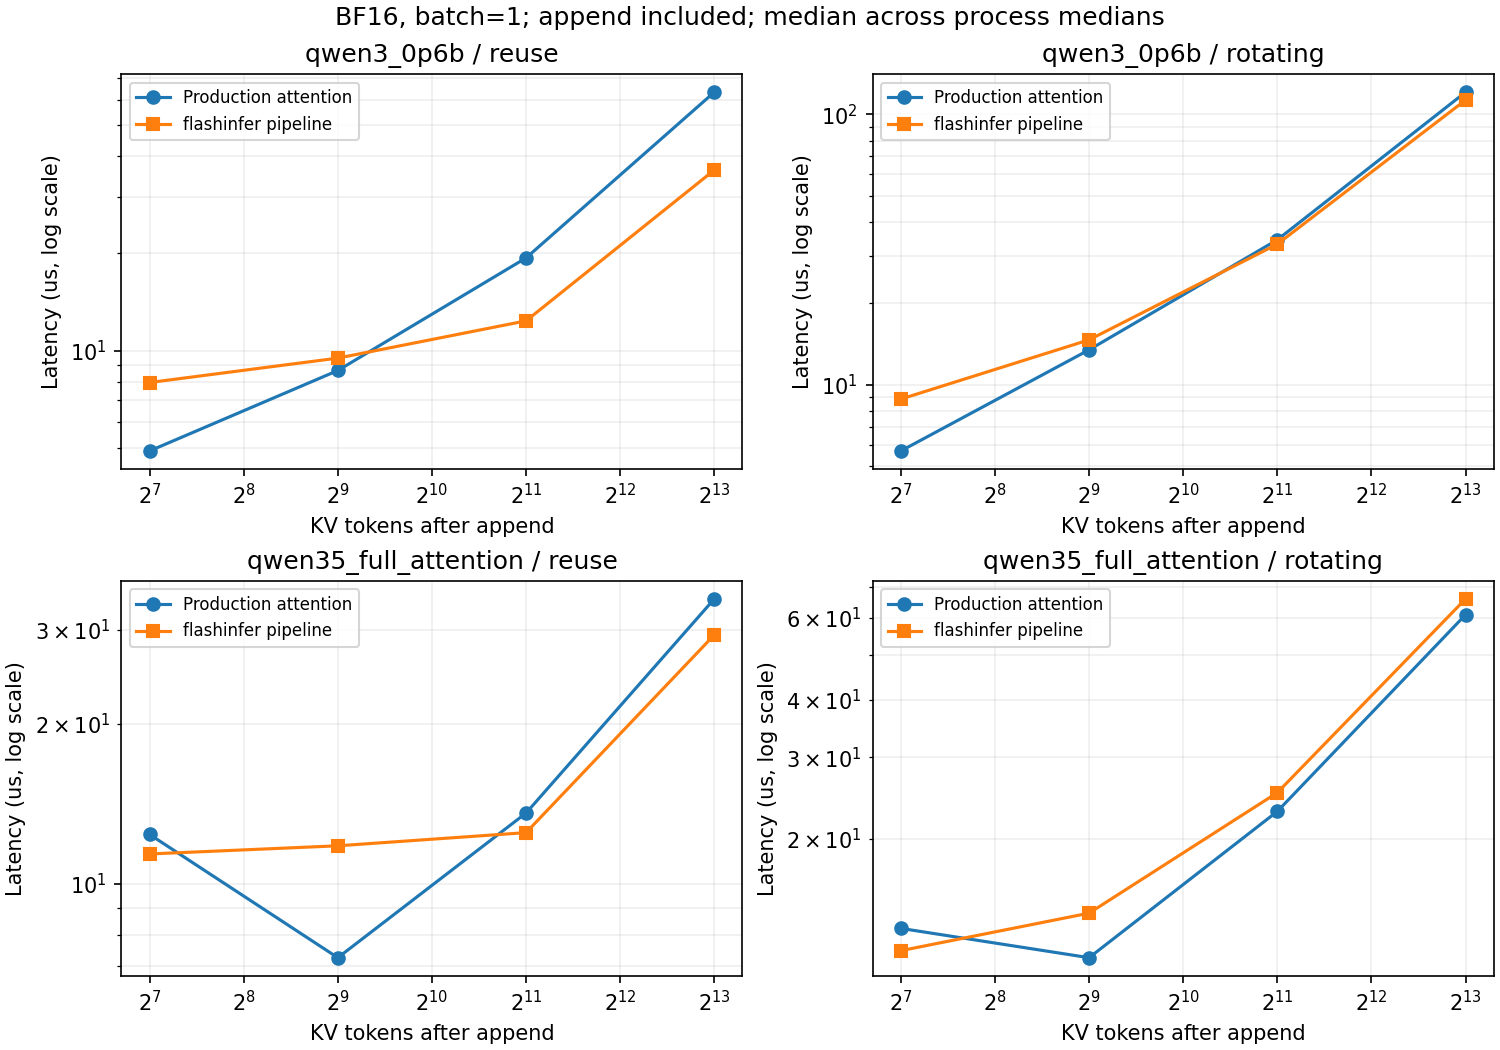 BF16, batch=1; append included; median across process medians
qwen3_0p6b / reuse
Production attention
flashinfer pipeline
Latency (us, log scale)
10¹
2⁷ 2⁸ 2⁹ 2¹⁰ 2¹¹ 2¹² 2¹³
KV tokens after append
qwen3_0p6b / rotating
Production attention
flashinfer pipeline
Latency (us, log scale)
10²
10¹
2⁷ 2⁸ 2⁹ 2¹⁰ 2¹¹ 2¹² 2¹³
KV tokens after append
qwen35_full_attention / reuse
Production attention
flashinfer pipeline
Latency (us, log scale)
3 × 10¹
2 × 10¹
10¹
2⁷ 2⁸ 2⁹ 2¹⁰ 2¹¹ 2¹² 2¹³
KV tokens after append
qwen35_full_attention / rotating
Production attention
flashinfer pipeline
Latency (us, log scale)
6 × 10¹
4 × 10¹
3 × 10¹
2 × 10¹
2⁷ 2⁸ 2⁹ 2¹⁰ 2¹¹ 2¹² 2¹³
KV tokens after append